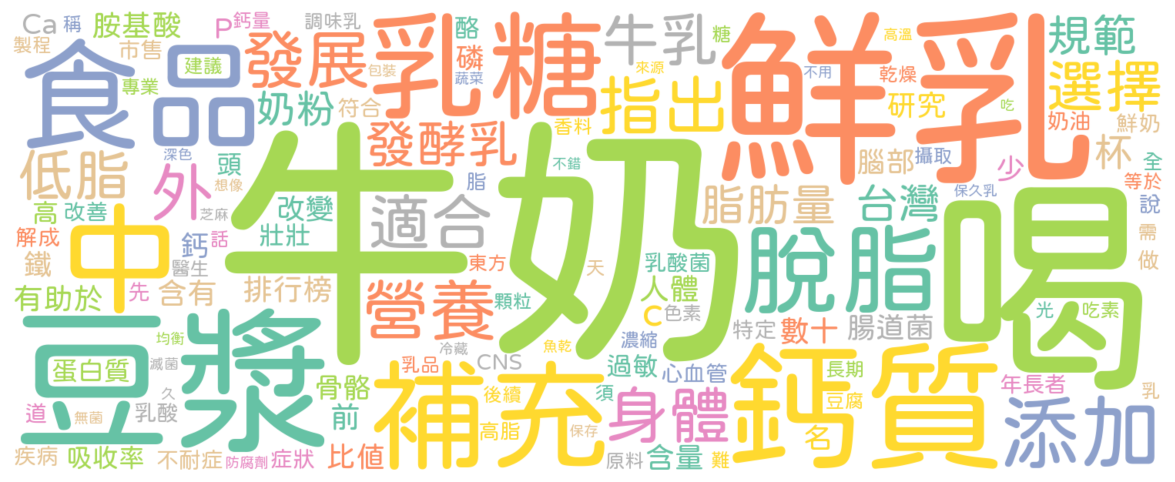 Ca
稱
胺基酸
P
鈣量
調味乳
酪
牛乳
糖
高溫
規範
製程
市售
食品
建議
發展
包裝
乳糖
磷
蔬菜
來源
鮮乳
不用
乾燥
選擇
專業
奶粉
符合
指出
研究
吃
奶油
鮮奶
發酵乳
香料
低脂
深色
想像
頭
外
脂
不錯
腦部
攝取
少
杯
全
等於
高
改善
芝麻
改變
牛奶
適合
脂肪量
台灣
保久乳
喝
說
解成
中
鈣
話
壯壯
脫脂
需
鐵
醫生
東方
天
乳酸菌
做
有助於
先
含有
排行榜
營養
顆粒
人體
C
色素
特定
數十
腸道菌
光
吃素
豆漿
均衡
滅菌
冷藏
CNS
魚乾
濃縮
過敏
心血管
蛋白質
骨骼
乳品
補充
後續
須
鈣質
長期
豆腐
年長者
乳
道
無菌
久
乳酸
前
身體
名
添加
高脂
保存
疾病
吸收率
不耐症
防腐劑
症狀
比值
原料
含量
難